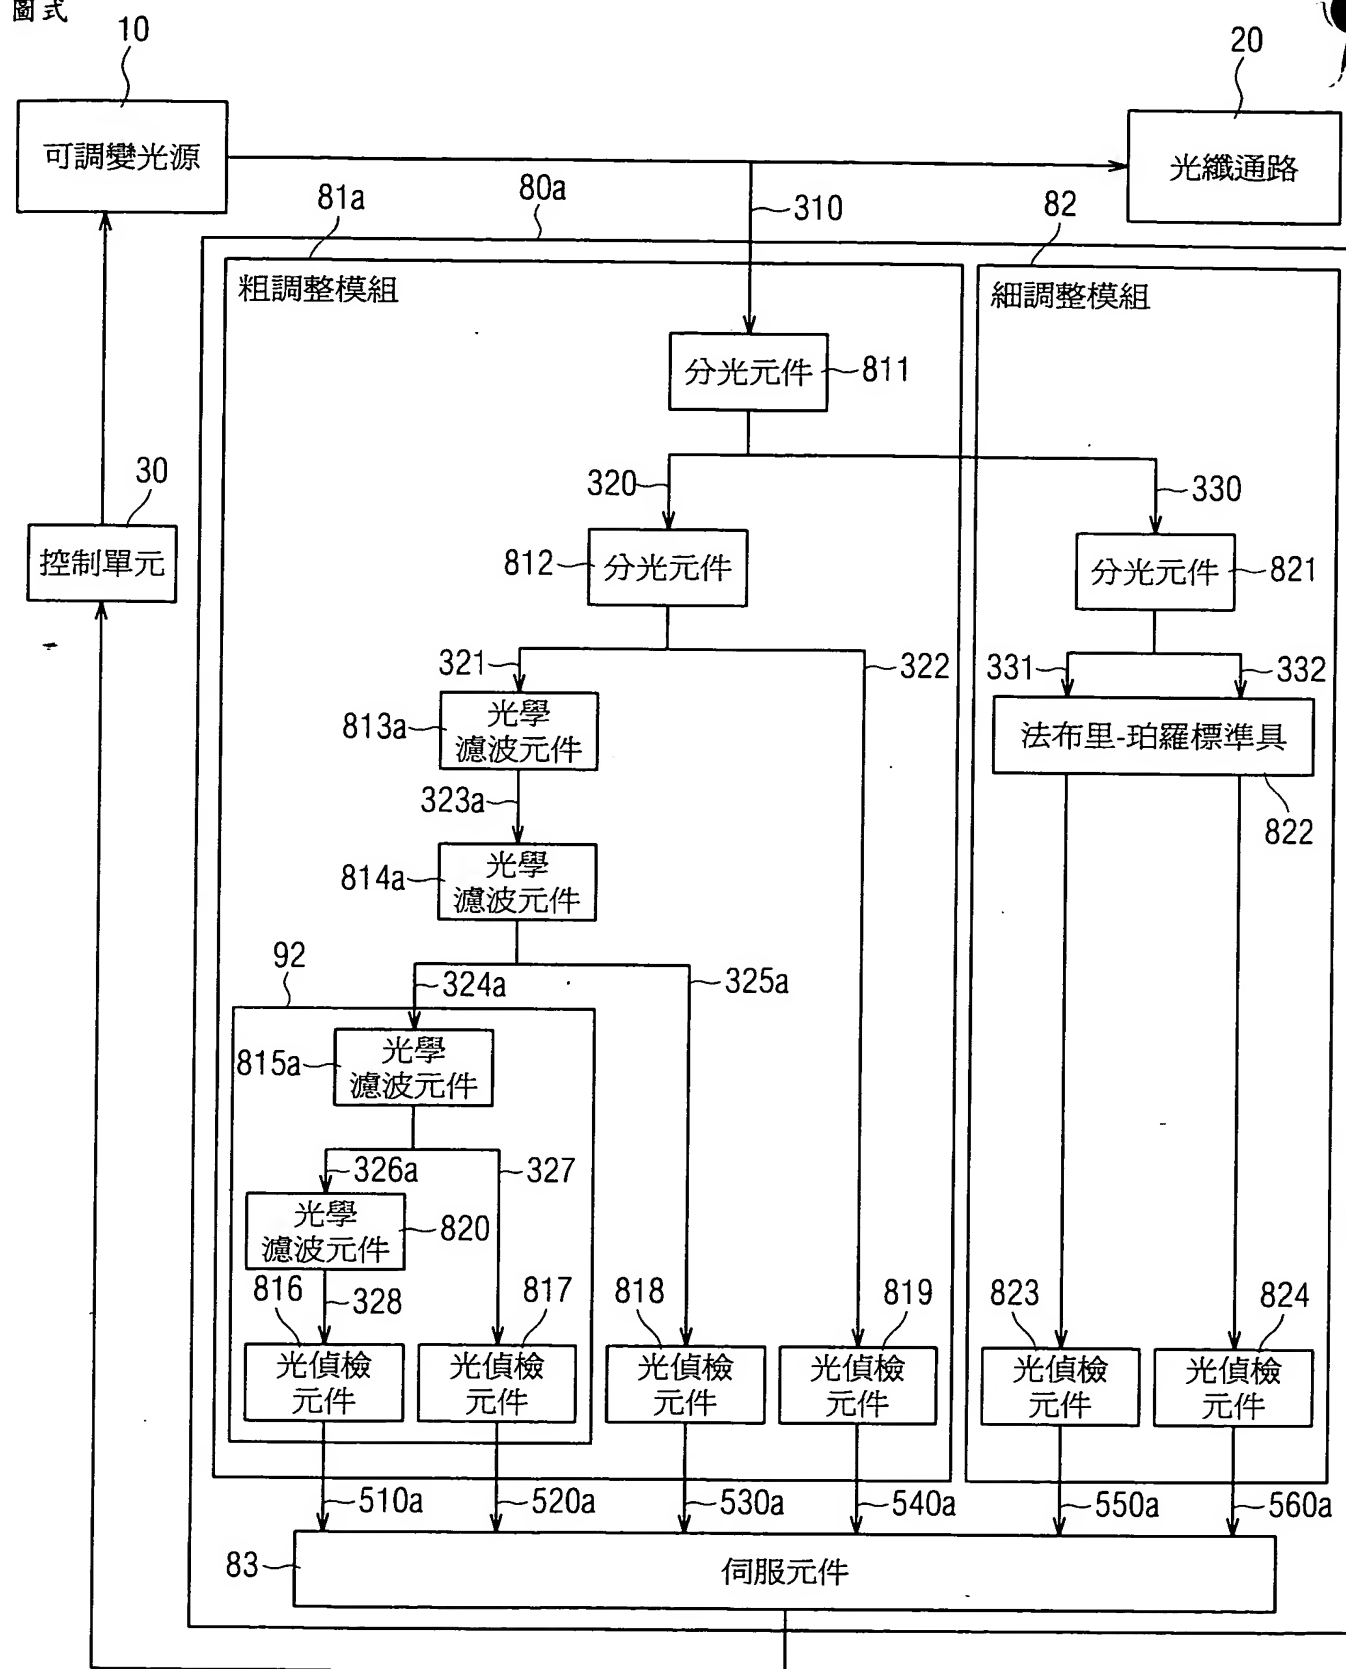 圖式
10
20
可調變光源
光纖通路
81a
80a
310
82
粗調整模組
細調整模組
分光元件
811
30
320
330
控制單元
812
分光元件
分光元件
821
321
322
331
332
813a
光學
濾波元件
法布里-珀羅標準具
323a
822
814a
光學
濾波元件
92
324a
325a
815a
光學
濾波元件
326a
327
光學
濾波元件
820
816
328
817
818
819
823
824
光偵檢
元件
光偵檢
元件
光偵檢
元件
光偵檢
元件
光偵檢
元件
光偵檢
元件
510a
520a
530a
540a
550a
560a
83
伺服元件